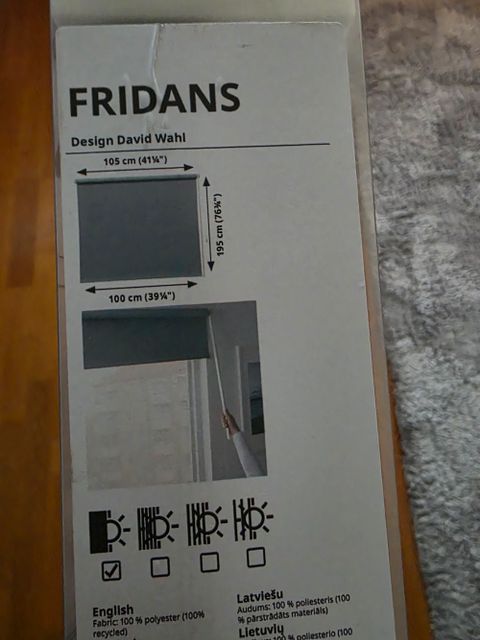 FRIDANS
Design David Wahl
105 cm (41¼")
195 cm (76¾")
100 cm (39¼")
English
Fabric: 100 % polyester (100%
recycled)
Latviešu
Audums: 100 % poliesteris (100
% pārstrādāts materiāls)
Lietuvių